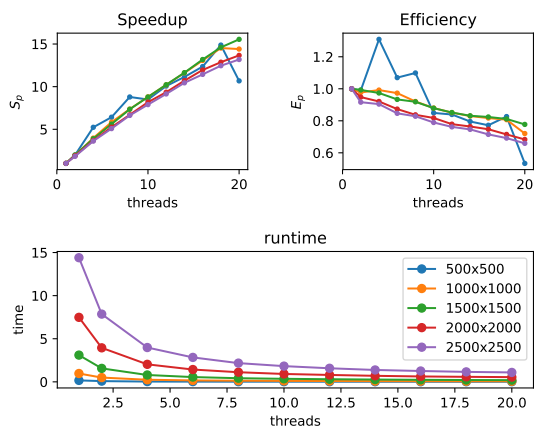 Speedup
Efficiency
15
10
5
Sp
0
10
20
threads
1.2
1.0
0.8
0.6
Ep
0
10
20
threads
runtime
15
10
5
0
time
500x500
1000x1000
1500x1500
2000x2000
2500x2500
2.5
5.0
7.5
10.0
12.5
15.0
17.5
20.0
threads